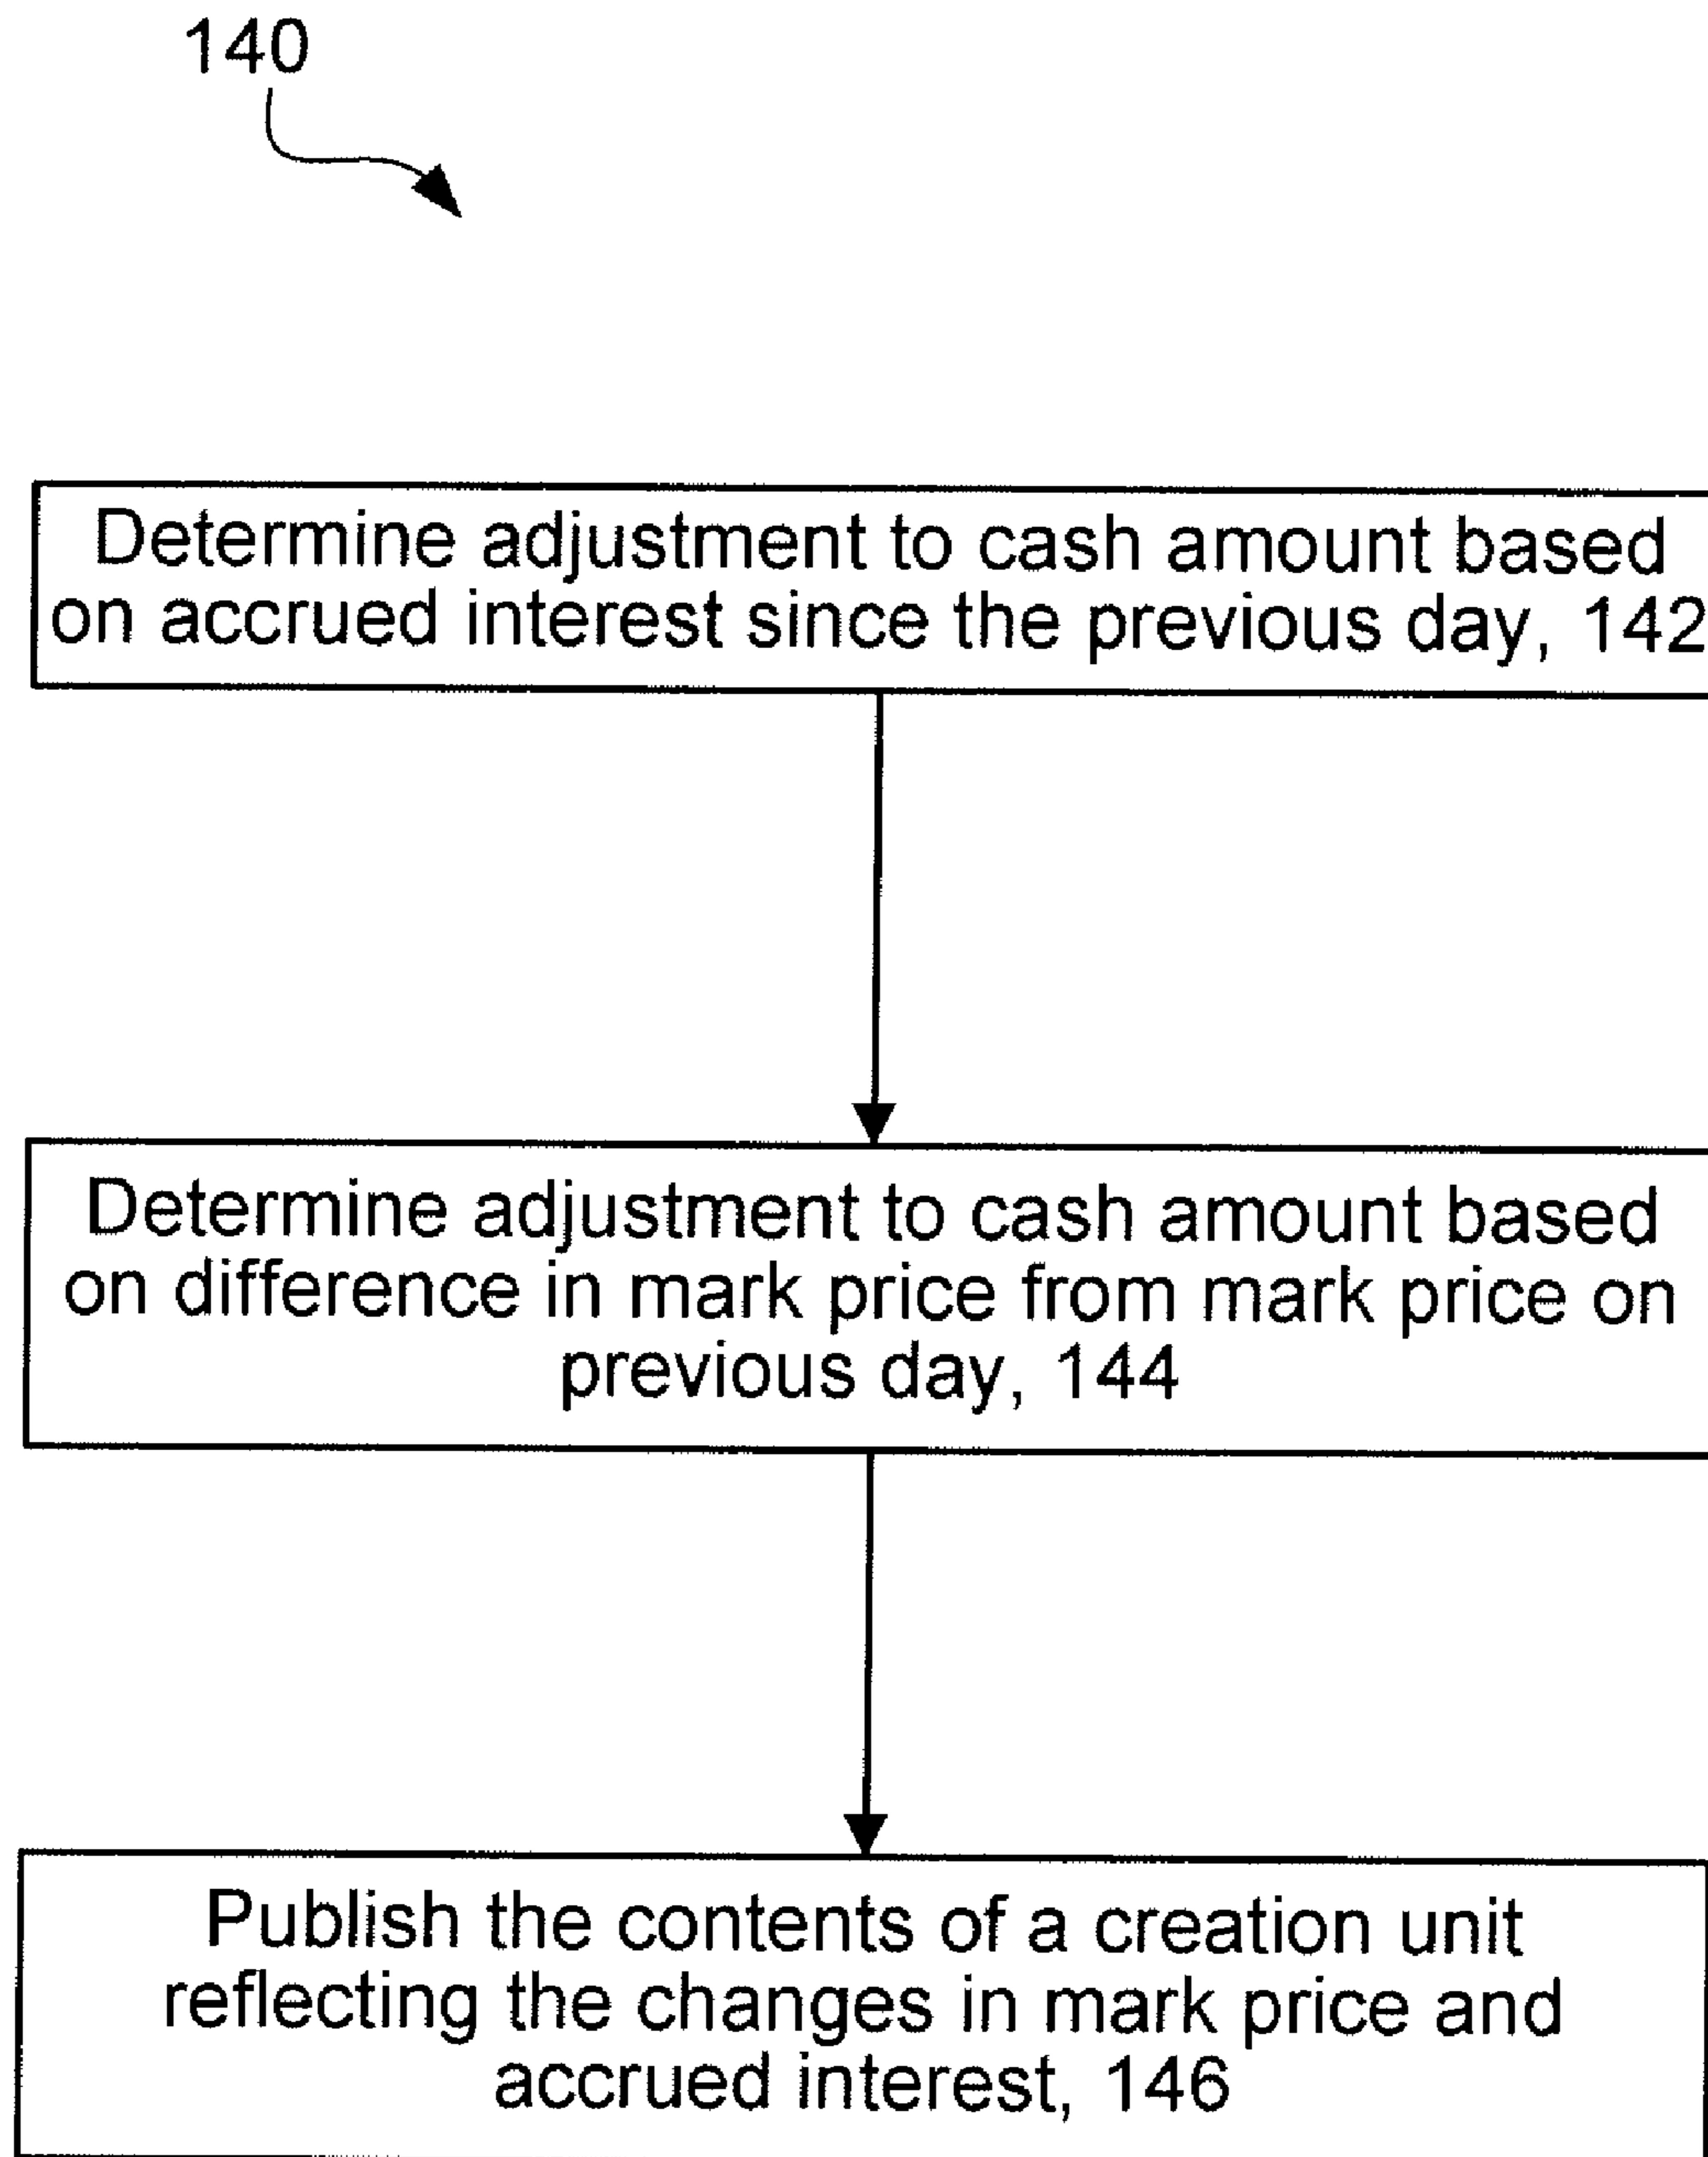 140
Determine adjustment to cash amount based
on accrued interest since the previous day, 142
Determine adjustment to cash amount based
on difference in mark price from mark price on
previous day, 144
Publish the contents of a creation unit
reflecting the changes in mark price and
accrued interest, 146